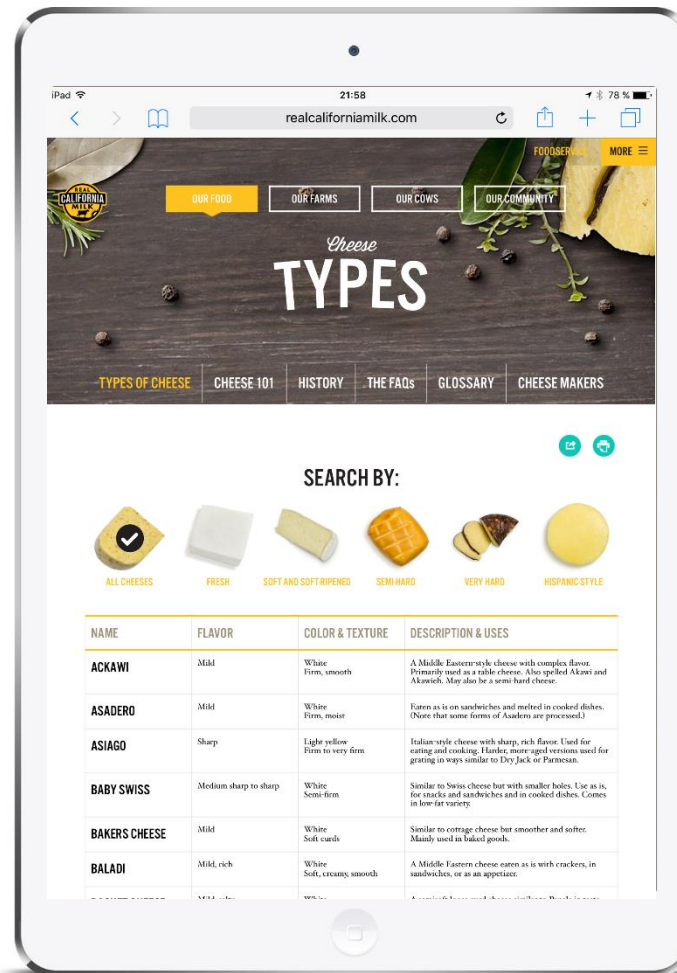 iPad
21:58
78 %
realcaliforniamilk.com
FOODSERVICE
MORE
REAL
CALIFORNIA
MILK
OUR FOOD
OUR FARMS
OUR COWS
OUR COMMUNITY
Cheese
TYPES
TYPES OF CHEESE
CHEESE 101
HISTORY
THE FAQs
GLOSSARY
CHEESE MAKERS
SEARCH BY:
ALL CHEESES
FRESH
SOFT AND SOFT-RIPENED
SEMI-HARD
VERY HARD
HISPANIC-STYLE
NAME FLAVOR COLOR & TEXTURE DESCRIPTION & USES
ACKAWI
Mild
White
Firm, smooth
A Middle Eastern-style cheese with complex flavor.
Primarily used as a table cheese. Also spelled Akawi and
Akawieh. May also be a semi-hard cheese.
ASADERO
Mild
White
Firm, moist
Eaten as is on sandwiches and melted in cooked dishes.
(Note that some forms of Asadero are processed.)
ASIAGO
Sharp
Light yellow
Firm to very firm
Italian-style cheese with sharp, rich flavor. Used for
eating and cooking. Harder, more-aged versions used for
grating in ways similar to Dry Jack or Parmesan.
BABY SWISS
Medium sharp to sharp
White
Semi-firm
Similar to Swiss cheese but with smaller holes. Use as is,
for snacks and sandwiches and in cooked dishes. Comes
in low-fat variety.
BAKERS CHEESE
Mild
White
Soft curds
Similar to cottage cheese but smoother and softer.
Mainly used in baked goods.
BALADI
Mild, rich
White
Soft, creamy, smooth
A Middle Eastern cheese eaten as is with crackers, in
sandwiches, or as an appetizer.